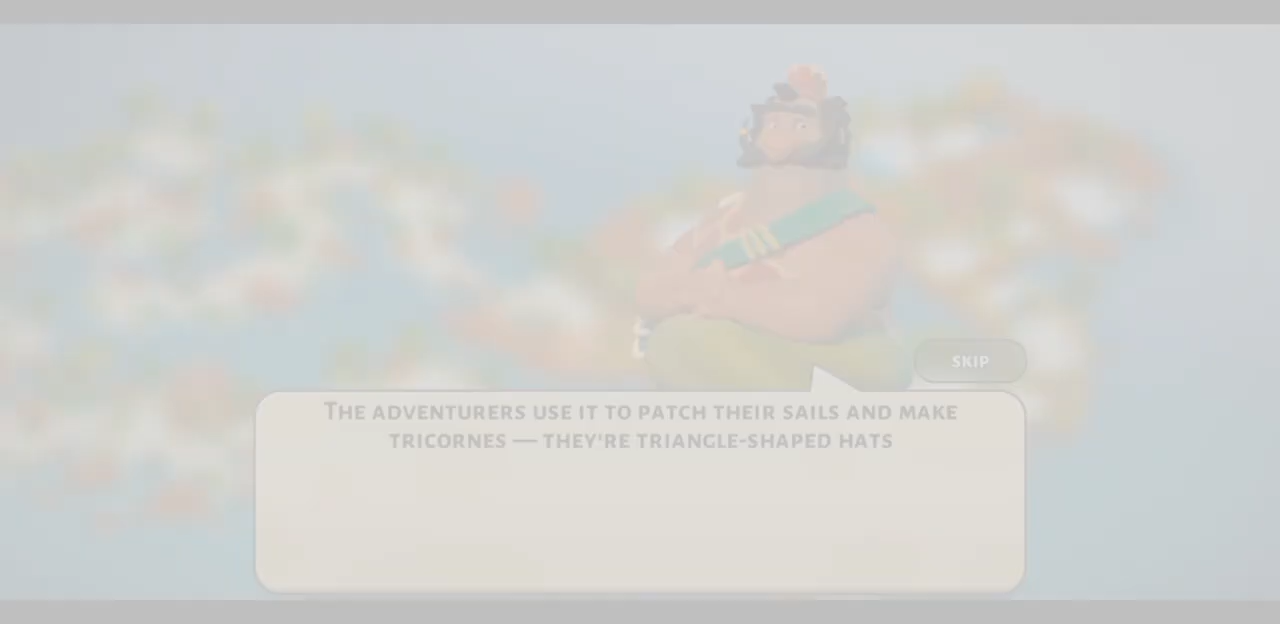 SKIP
The adventurers use it to patch their sails and make
tricornes — they're triangle-shaped hats